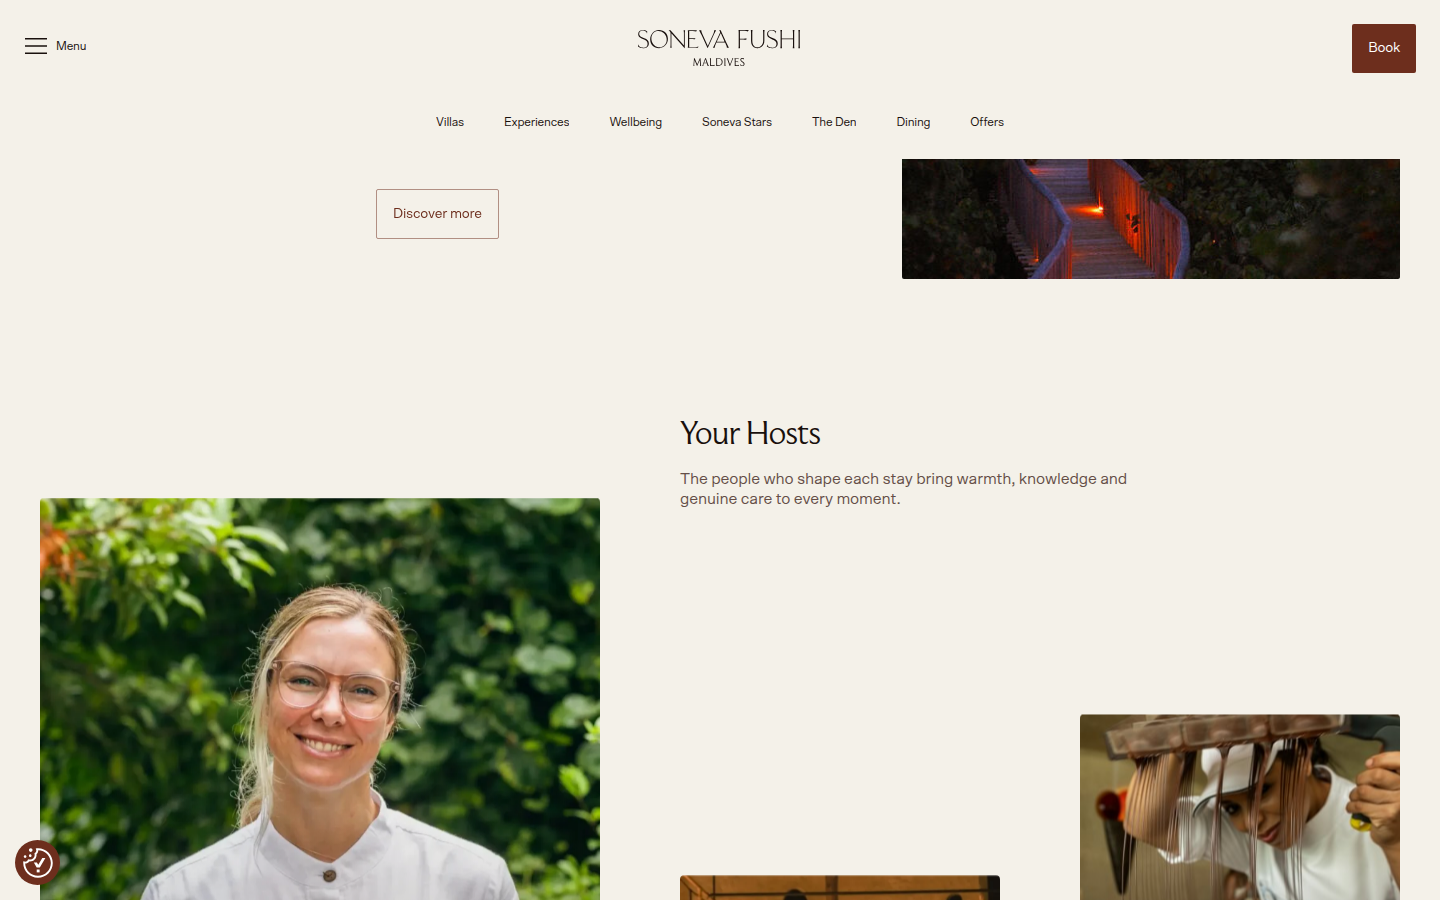 Menu
SONEVA FUSHI
MALDIVES
Book
Villas
Experiences
Wellbeing
Soneva Stars
The Den
Dining
Offers
Discover more
Your Hosts
The people who shape each stay bring warmth, knowledge and
genuine care to every moment.